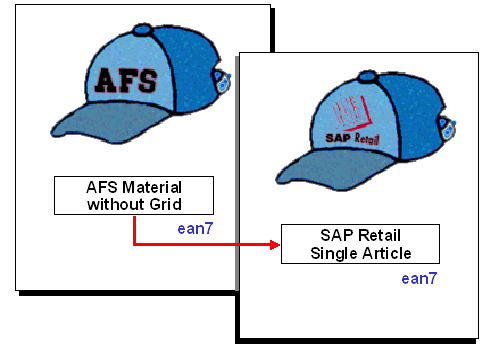 AFS
AFS Material
without Grid
ean7
SAP Retail
SAP Retail
Single Article
ean7